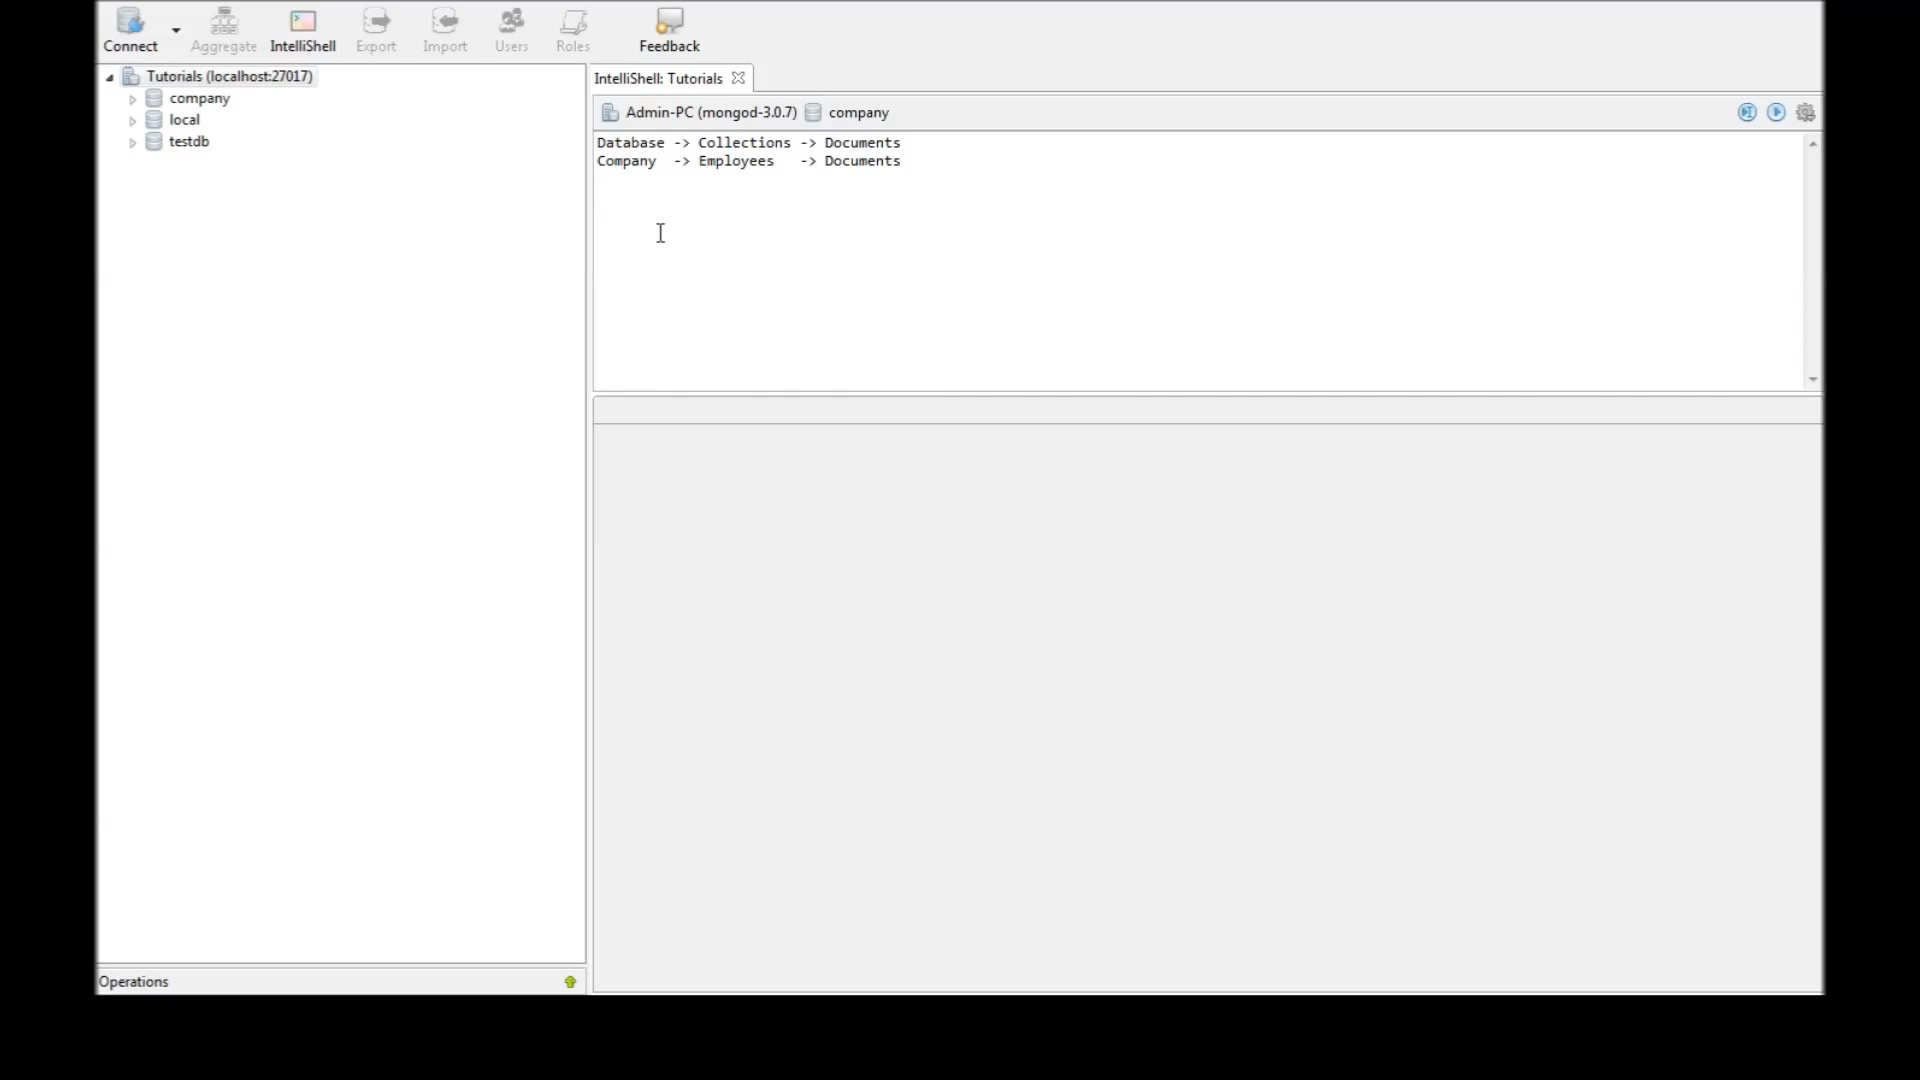 Connect Aggregate IntelliShell Export Import Users Roles Feedback
Tutorials (localhost:27017)
company
local
testdb
IntelliShell: Tutorials
Admin-PC (mongod-3.0.7) company
Database -> Collections -> Documents
Company -> Employees -> Documents
Operations